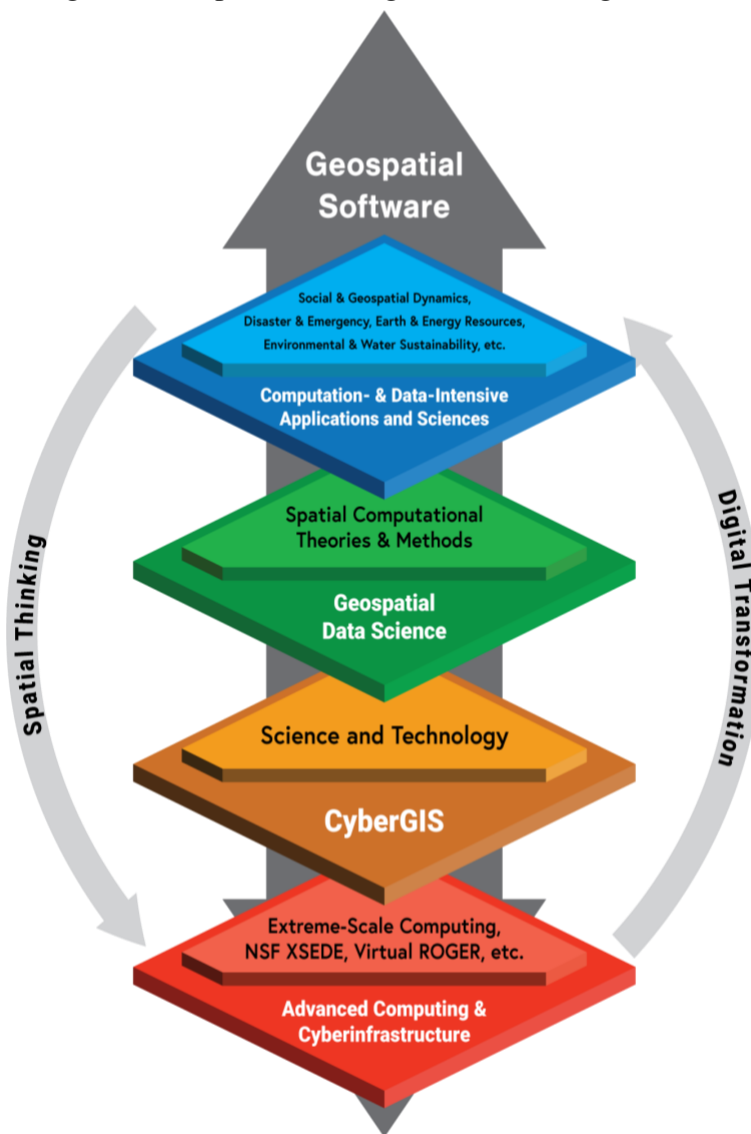 Geospatial
Software
Social & Geospatial Dynamics,
Disaster & Emergency, Earth & Energy Resources,
Environmental & Water Sustainability, etc.
Computation- & Data-Intensive
Applications and Sciences
Spatial Computational
Theories & Methods
Geospatial
Data Science
Spatial Thinking
Digital Transformation
Science and Technology
CyberGIS
Extreme-Scale Computing,
NSF XSEDE, Virtual ROGER, etc.
Advanced Computing &
Cyberinfrastructure